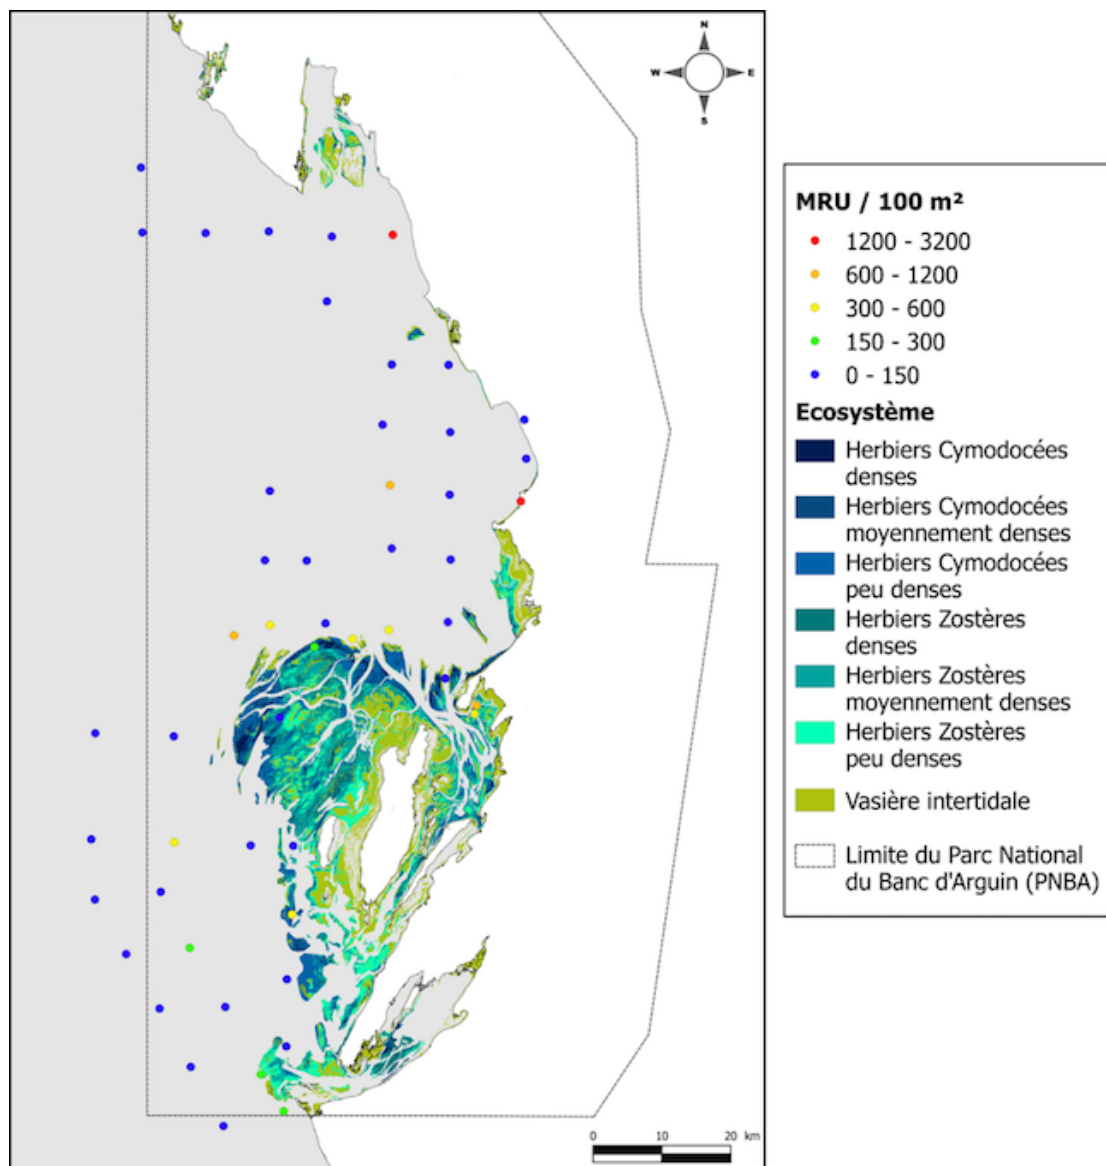 N
W
E
S
MRU / 100 m²
1200 - 3200
600 - 1200
300 - 600
150 - 300
0 - 150
Ecosystème
Herbiers Cymodocées
denses
Herbiers Cymodocées
moyennement denses
Herbiers Cymodocées
peu denses
Herbiers Zostères
denses
Herbiers Zostères
moyennement denses
Herbiers Zostères
peu denses
Vasière intertidale
Limite du Parc National
du Banc d'Arguin (PNBA)
0 10 20 km